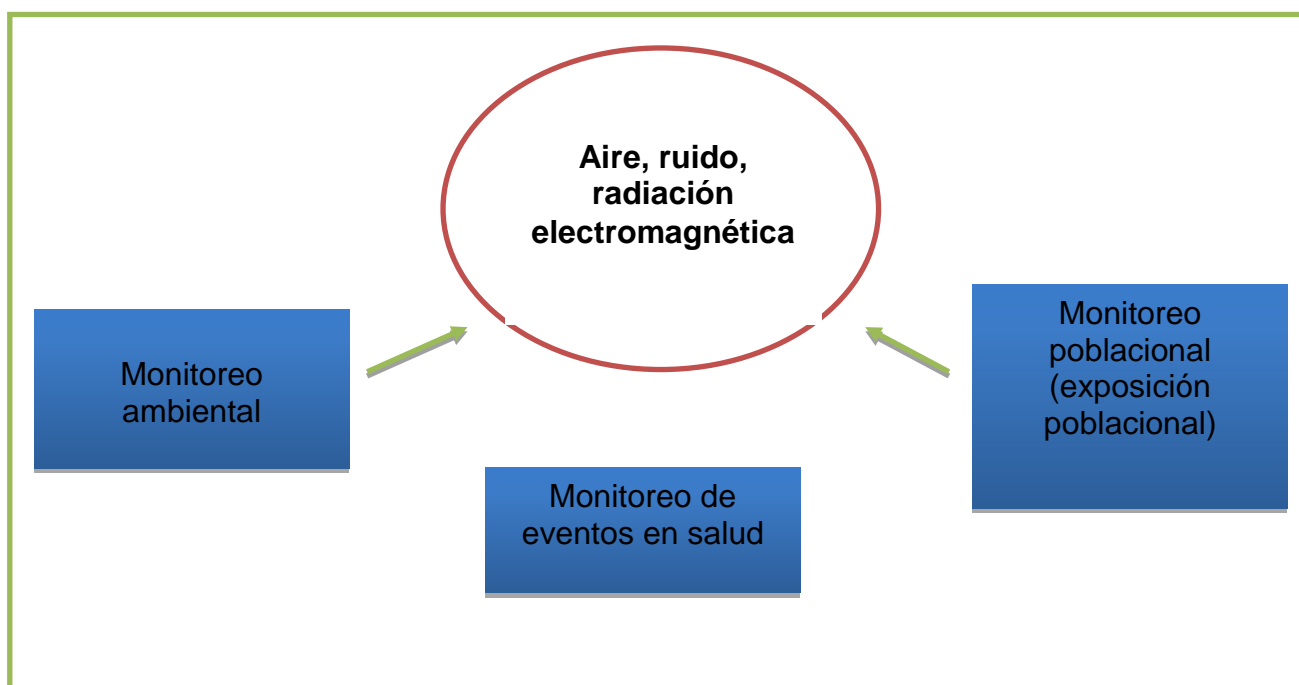 Aire, ruido,
radiación
electromagnética
Monitoreo
ambiental
Monitoreo de
eventos en salud
Monitoreo
poblacional
(exposición
poblacional)